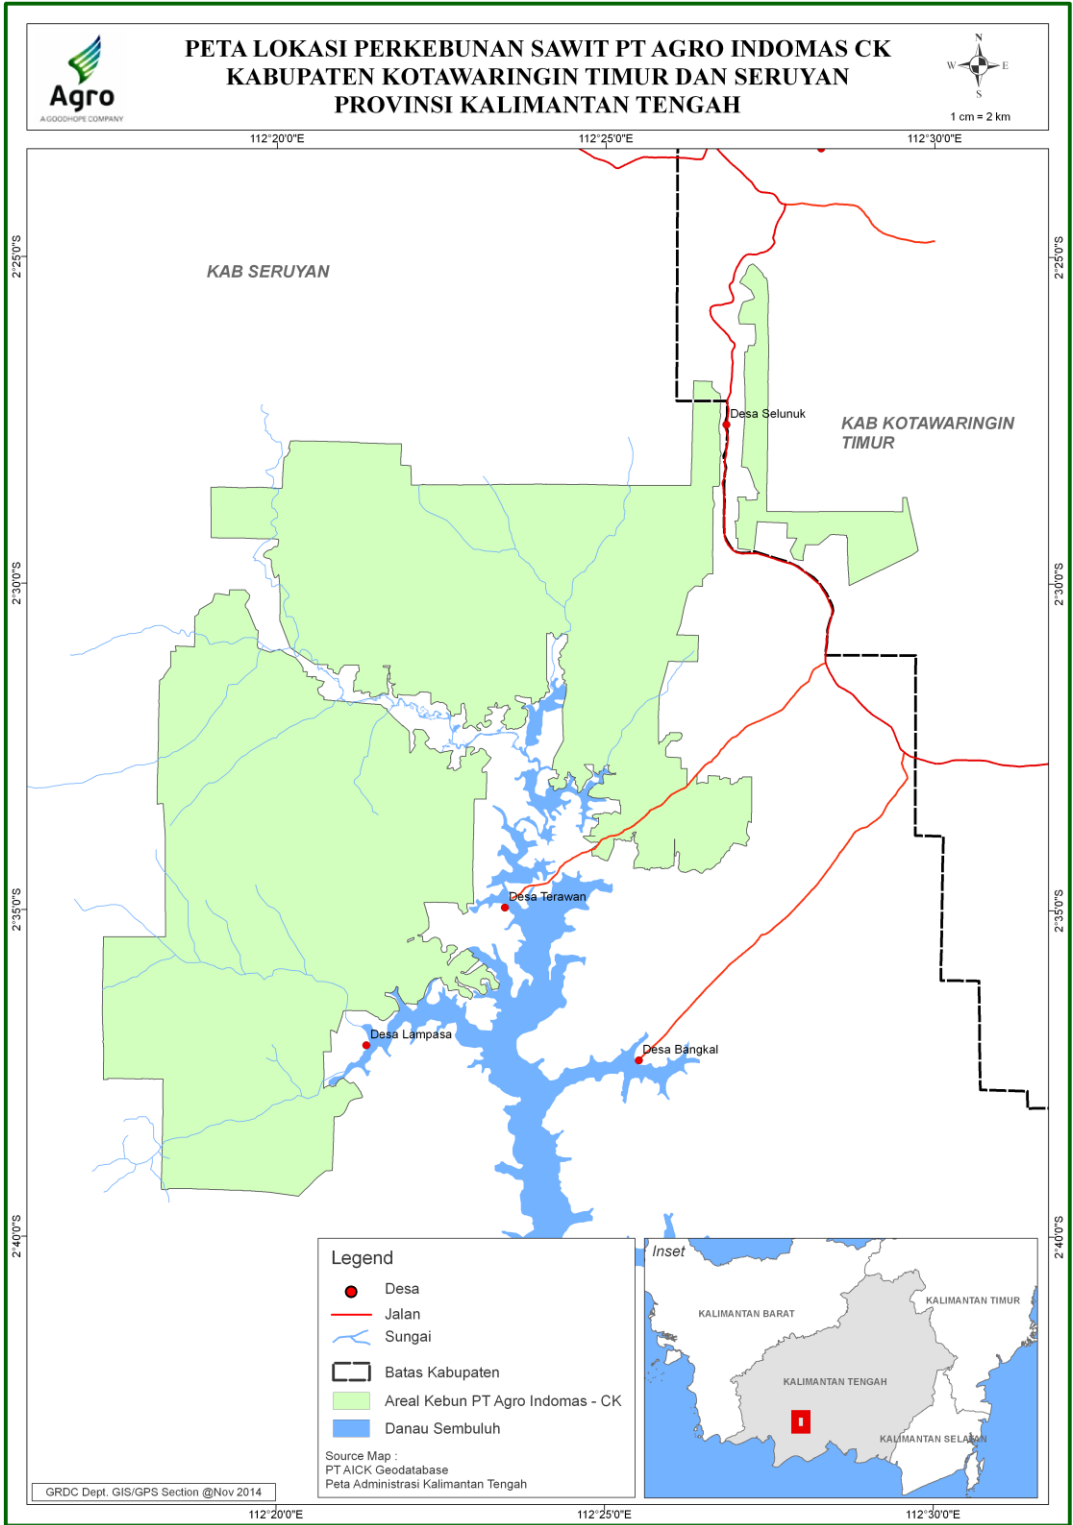 PETA LOKASI PERKEBUNAN SAWIT PT AGRO INDOMAS CK
KABUPATEN KOTAWARINGIN TIMUR DAN SERUYAN
PROVINSI KALIMANTAN TENGAH
Agro
A GOODHOPE COMPANY
N
W E
S
1 cm = 2 km
112°20'0"E 112°25'0"E 112°30'0"E
2°25'0"S 2°25'0"S
KAB SERUYAN
Desa Selunuk
KAB KOTAWARINGIN
TIMUR
2°30'0"S 2°30'0"S
Desa Terawan
2°35'0"S 2°35'0"S
Desa Lampasa
Desa Bangkal
2°40'0"S 2°40'0"S
Legend
Desa
Jalan
Sungai
Batas Kabupaten
Areal Kebun PT Agro Indomas - CK
Danau Sembuluh
Source Map :
PT AICK Geodatabase
Peta Administrasi Kalimantan Tengah
Inset
KALIMANTAN BARAT
KALIMANTAN TIMUR
KALIMANTAN TENGAH
KALIMANTAN SELATAN
GRDC Dept. GIS/GPS Section @Nov 2014
112°20'0"E 112°25'0"E 112°30'0"E